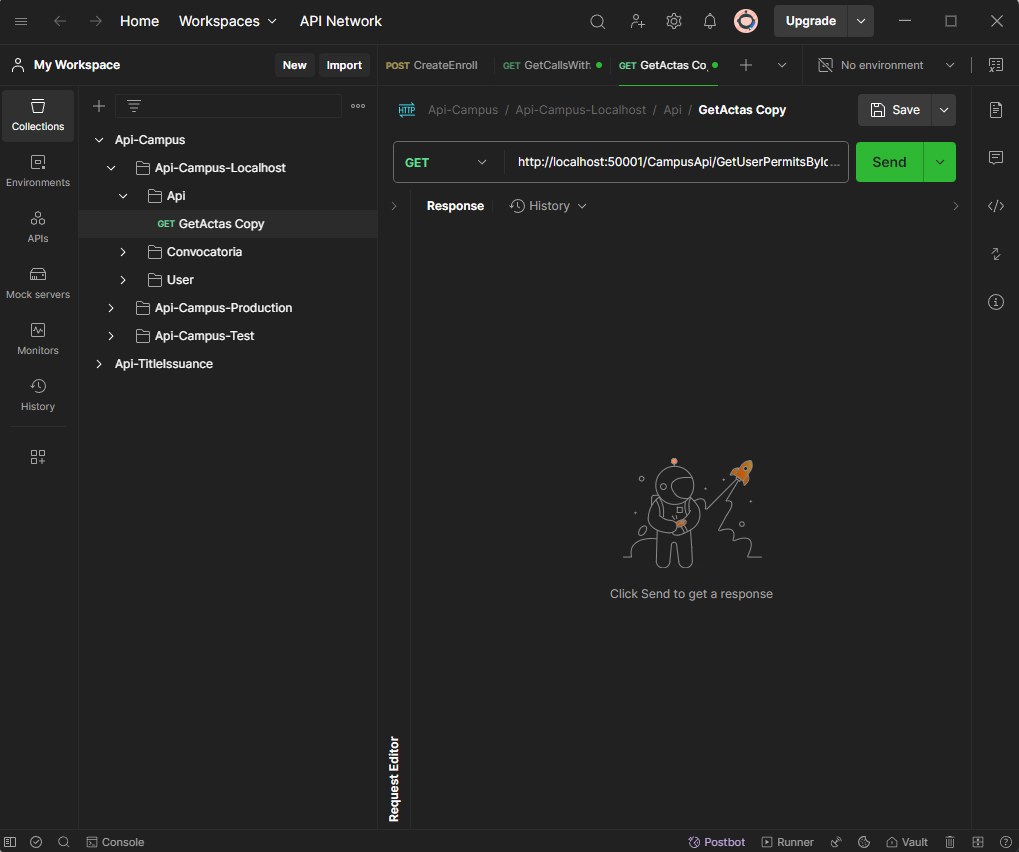 Home Workspaces API Network Upgrade
My Workspace New Import POST CreateEnroll GET GetCallsWith GET GetActas Co No environment
Collections
Environments
APIs
Mock servers
Monitors
History
Api-Campus
Api-Campus-Localhost
Api
GET GetActas Copy
Convocatoria
User
Api-Campus-Production
Api-Campus-Test
Api-TitleIssuance
HTTP Api-Campus / Api-Campus-Localhost / Api / GetActas Copy Save
GET http://localhost:50001/CampusApi/GetUserPermitsByIc... Send
Response History
Click Send to get a response
Request Editor
Console Postbot Runner Vault